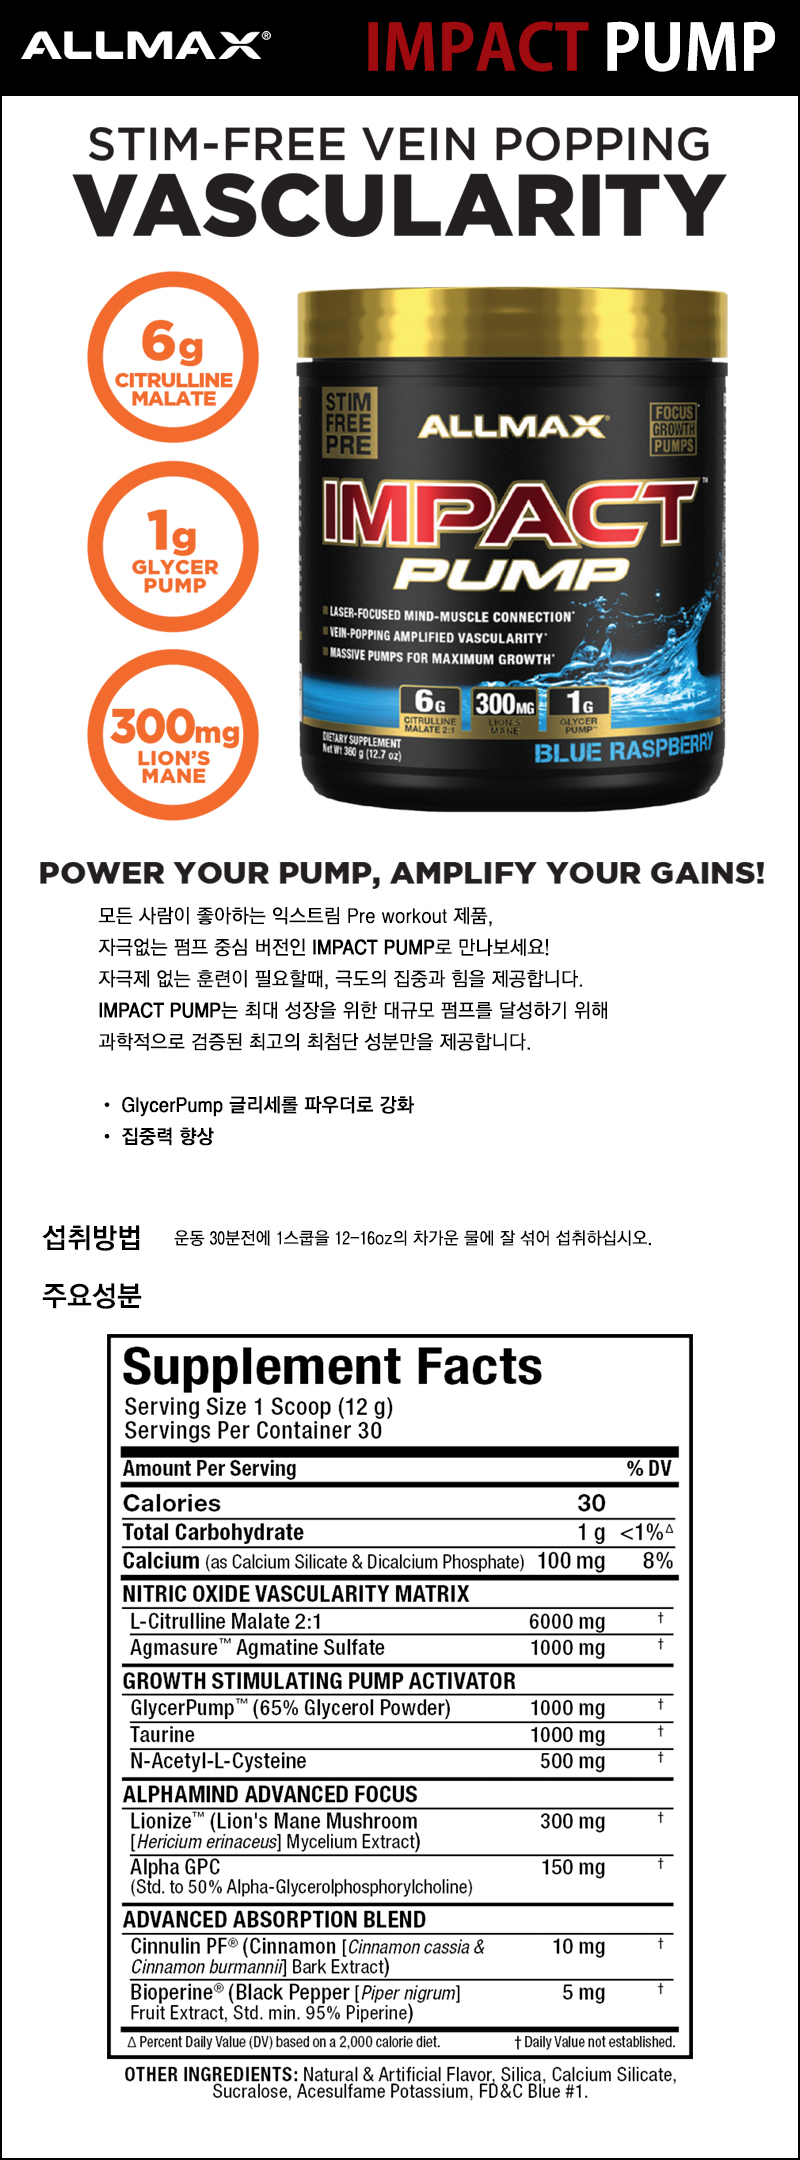 ALLMAX® IMPACT PUMP
STIM-FREE VEIN POPPING
VASCULARITY
6g
CITRULLINE
MALATE
1g
GLYCER
PUMP
300mg
LION'S
MANE
STIM
FREE
PRE
ALLMAX®
FOCUS
GROWTH
PUMPS
IMPACT™
PUMP
LASER-FOCUSED MIND-MUSCLE CONNECTION*
VEIN-POPPING AMPLIFIED VASCULARITY*
MASSIVE PUMPS FOR MAXIMUM GROWTH*
6G
CITRULLINE
MALATE 2:1
300MG
LION'S
MANE
1G
GLYCER
PUMP™
DIETARY SUPPLEMENT
Net Wt 360 g (12.7 oz)
BLUE RASPBERRY
POWER YOUR PUMP, AMPLIFY YOUR GAINS!
모든 사람이 좋아하는 익스트림 Pre workout 제품,
자극없는 펌프 중심 버전인 IMPACT PUMP로 만나보세요!
자극제 없는 훈련이 필요할때, 극도의 집중과 힘을 제공합니다.
IMPACT PUMP는 최대 성장을 위한 대규모 펌프를 달성하기 위해
과학적으로 검증된 최고의 최첨단 성분만을 제공합니다.
• GlycerPump 글리세롤 파우더로 강화
• 집중력 향상
섭취방법 운동 30분전에 1스쿱을 12-16oz의 차가운 물에 잘 섞어 섭취하십시오.
주요성분
Supplement Facts
Serving Size 1 Scoop (12 g)
Servings Per Container 30
Amount Per Serving % DV
Calories 30
Total Carbohydrate 1 g <1%Δ
Calcium (as Calcium Silicate & Dicalcium Phosphate) 100 mg 8%
NITRIC OXIDE VASCULARITY MATRIX
L-Citrulline Malate 2:1 6000 mg †
Agmasure™ Agmatine Sulfate 1000 mg †
GROWTH STIMULATING PUMP ACTIVATOR
GlycerPump™ (65% Glycerol Powder) 1000 mg †
Taurine 1000 mg †
N-Acetyl-L-Cysteine 500 mg †
ALPHAMIND ADVANCED FOCUS
Lionize™ (Lion's Mane Mushroom 300 mg †
[Hericium erinaceus] Mycelium Extract)
Alpha GPC 150 mg †
(Std. to 50% Alpha-Glycerolphosphorylcholine)
ADVANCED ABSORPTION BLEND
Cinnulin PF® (Cinnamon [Cinnamon cassia & 10 mg †
Cinnamon burmannii] Bark Extract)
Bioperine® (Black Pepper [Piper nigrum] 5 mg †
Fruit Extract, Std. min. 95% Piperine)
Δ Percent Daily Value (DV) based on a 2,000 calorie diet. † Daily Value not established.
OTHER INGREDIENTS: Natural & Artificial Flavor, Silica, Calcium Silicate,
Sucralose, Acesulfame Potassium, FD&C Blue #1.